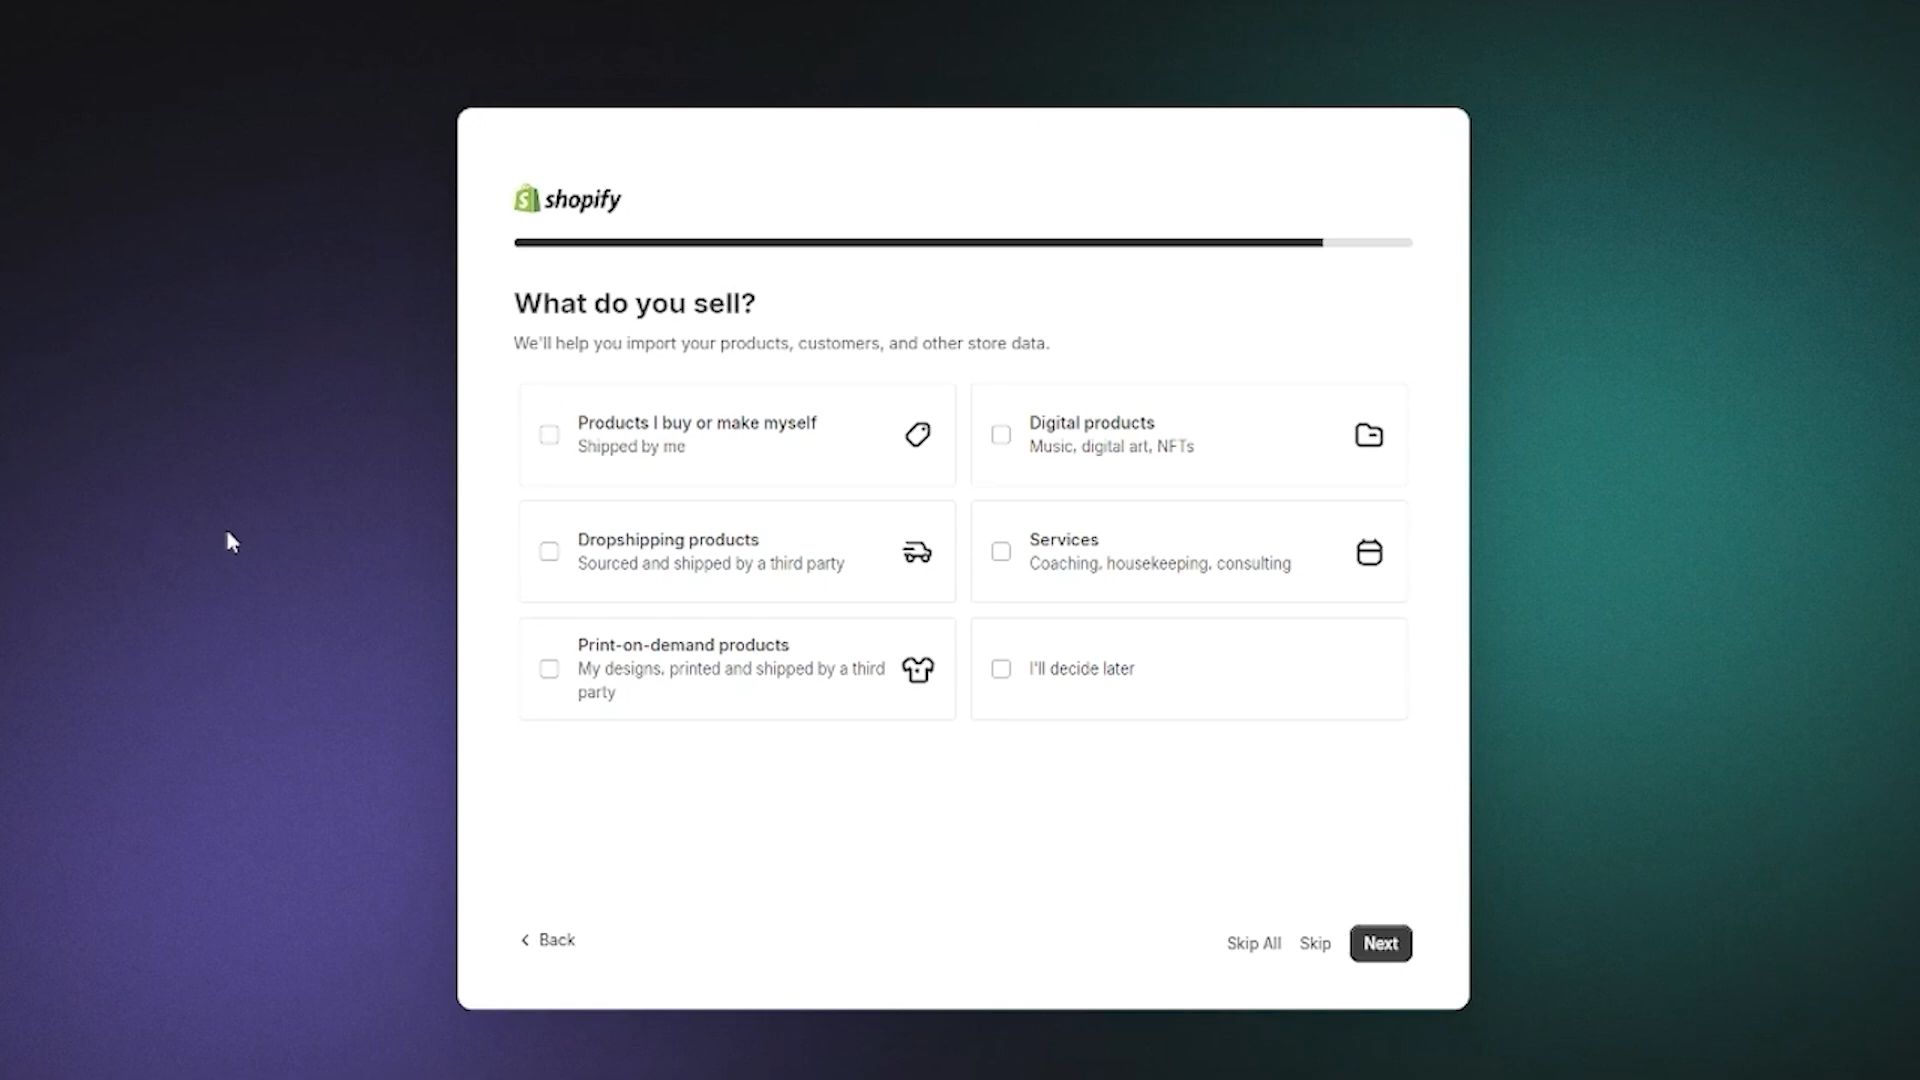 shopify
What do you sell?
We'll help you import your products, customers, and other store data.
Products I buy or make myself
Shipped by me
Digital products
Music, digital art, NFTs
Dropshipping products
Sourced and shipped by a third party
Services
Coaching, housekeeping, consulting
Print-on-demand products
My designs, printed and shipped by a third
party
I'll decide later
Back
Skip All
Skip
Next